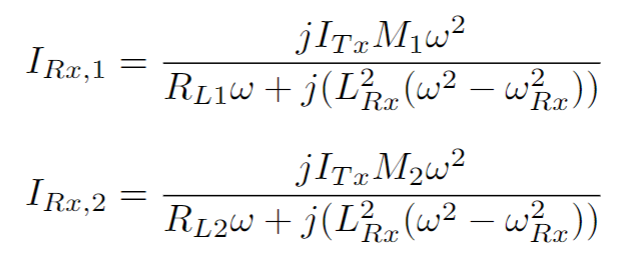 I_{Rx,1} = \frac{jI_{Tx}M_1\omega^2}{R_{L1}\omega + j(L_{Rx}^2(\omega^2 - \omega_{Rx}^2))}
I_{Rx,2} = \frac{jI_{Tx}M_2\omega^2}{R_{L2}\omega + j(L_{Rx}^2(\omega^2 - \omega_{Rx}^2))}